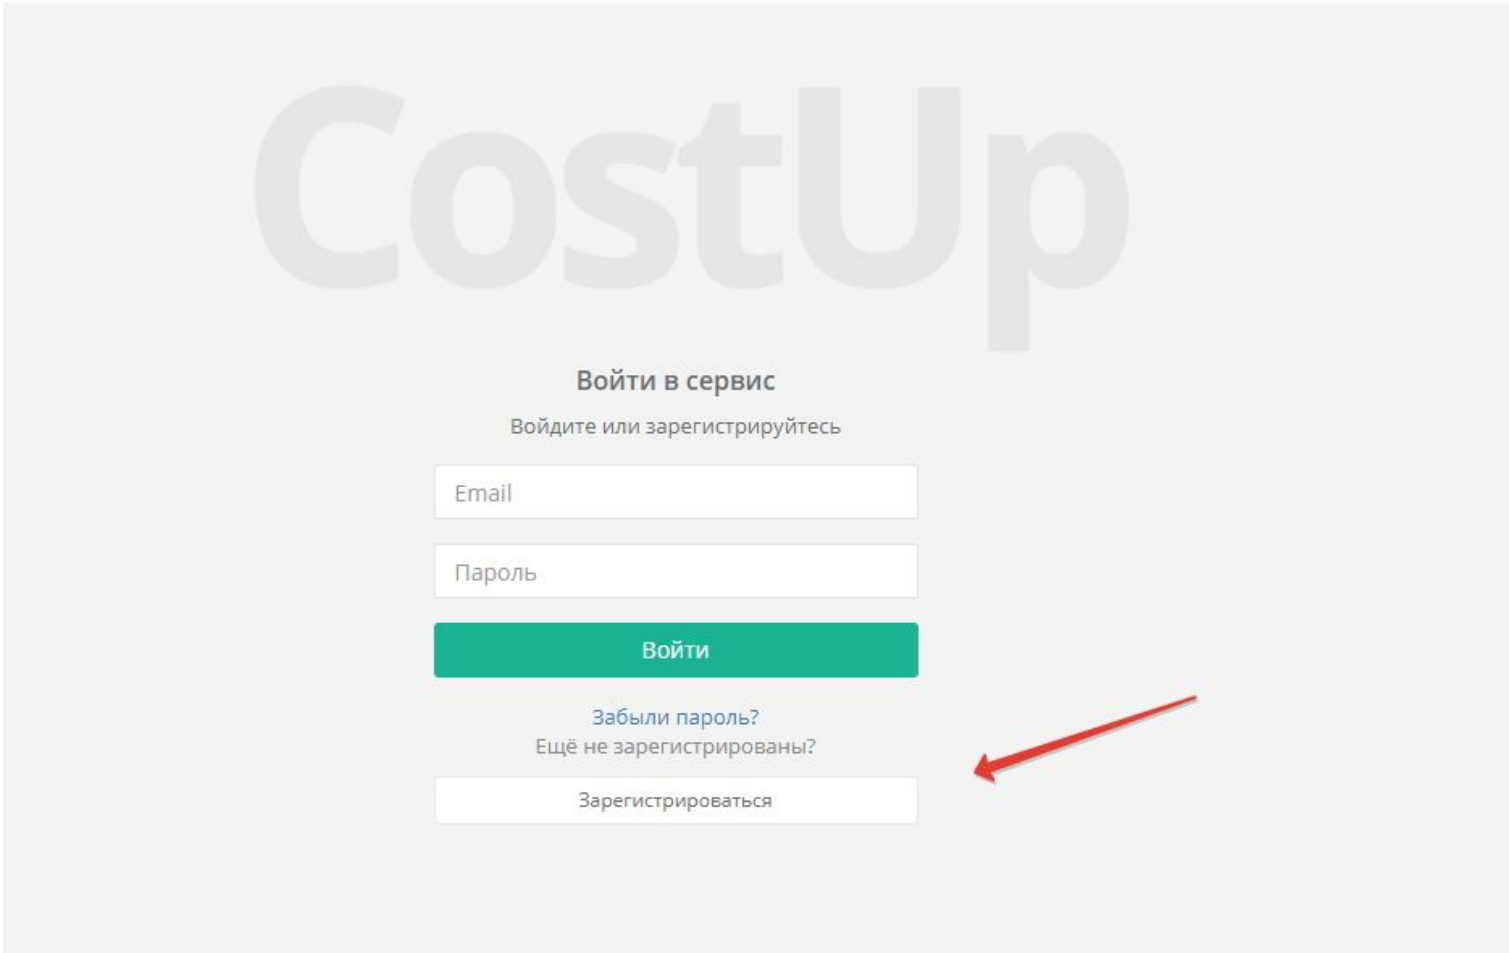 CostUp
Войти в сервис
Войдите или зарегистрируйтесь
Email
Пароль
Войти
Забыли пароль?
Ещё не зарегистрированы?
Зарегистрироваться